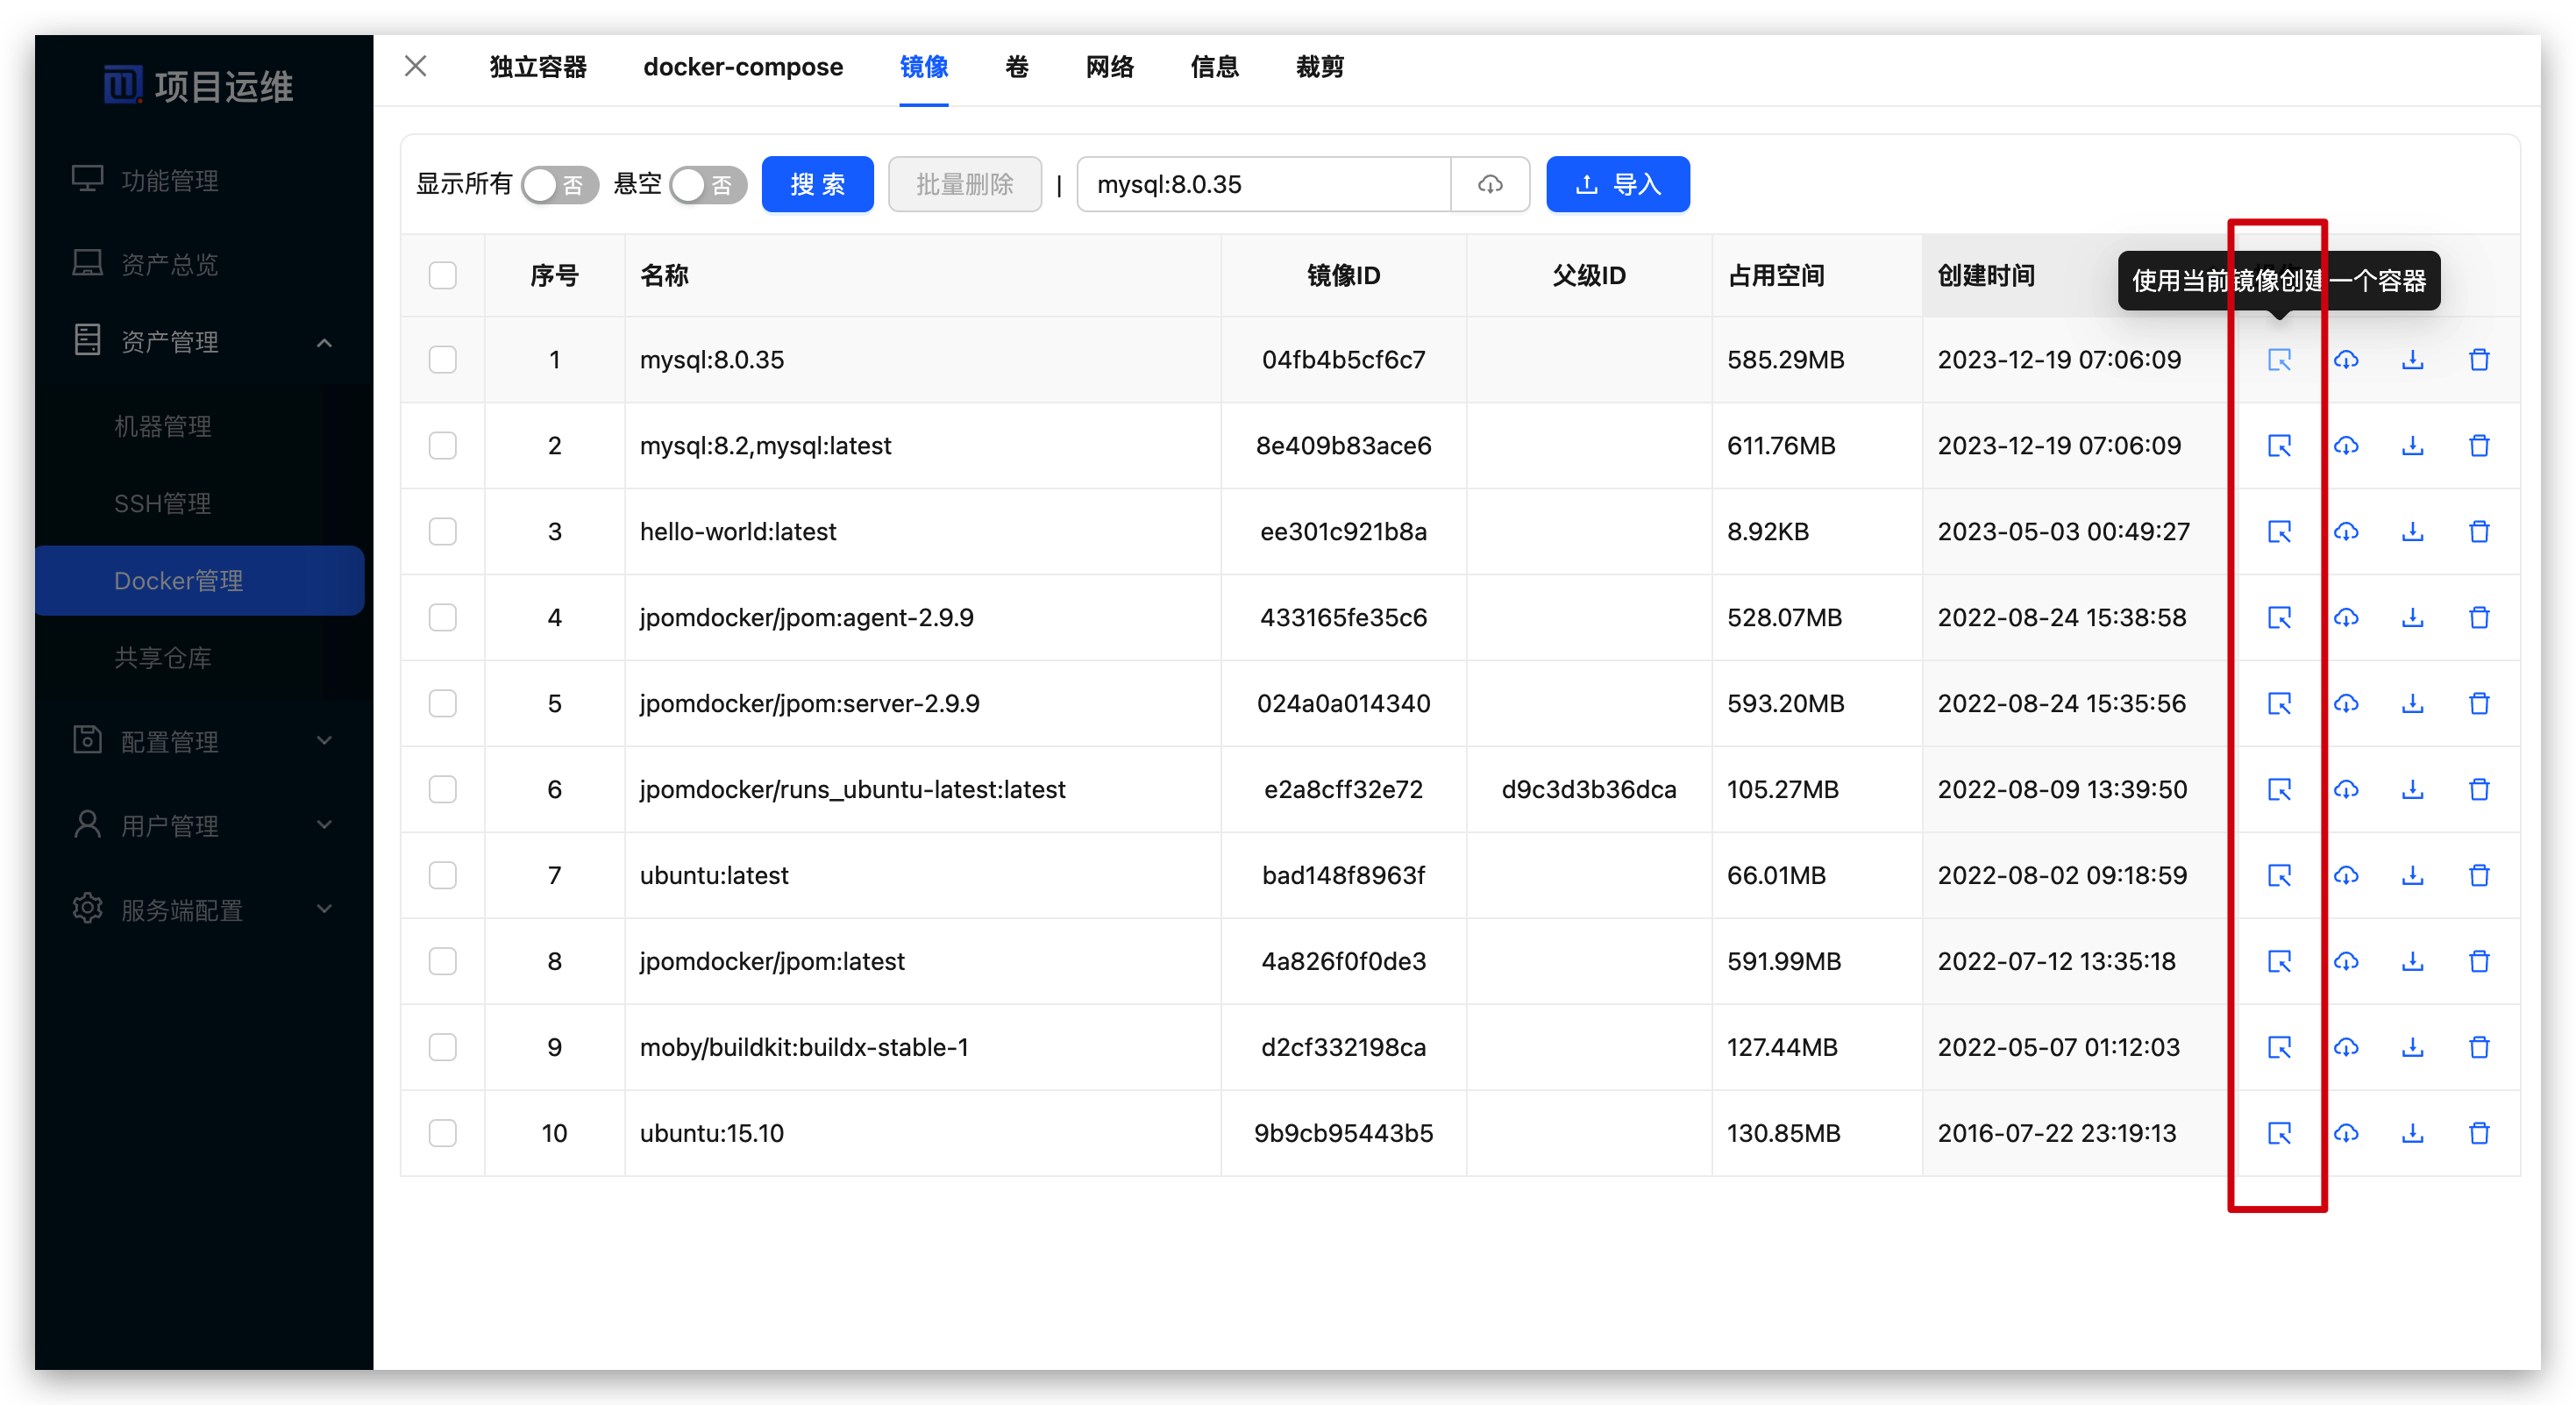 项目运维
功能管理
资产总览
资产管理
机器管理
SSH管理
Docker管理
共享仓库
配置管理
用户管理
服务端配置
独立容器 docker-compose 镜像 卷 网络 信息 裁剪
显示所有 否 悬空 否 搜 索 批量删除 | mysql:8.0.35 导入
序号 名称 镜像ID 父级ID 占用空间 创建时间
使用当前镜像创建一个容器
1 mysql:8.0.35 04fb4b5cf6c7 585.29MB 2023-12-19 07:06:09
2 mysql:8.2,mysql:latest 8e409b83ace6 611.76MB 2023-12-19 07:06:09
3 hello-world:latest ee301c921b8a 8.92KB 2023-05-03 00:49:27
4 jpomdocker/jpom:agent-2.9.9 433165fe35c6 528.07MB 2022-08-24 15:38:58
5 jpomdocker/jpom:server-2.9.9 024a0a014340 593.20MB 2022-08-24 15:35:56
6 jpomdocker/runs_ubuntu-latest:latest e2a8cff32e72 d9c3d3b36dca 105.27MB 2022-08-09 13:39:50
7 ubuntu:latest bad148f8963f 66.01MB 2022-08-02 09:18:59
8 jpomdocker/jpom:latest 4a826f0f0de3 591.99MB 2022-07-12 13:35:18
9 moby/buildkit:buildx-stable-1 d2cf332198ca 127.44MB 2022-05-07 01:12:03
10 ubuntu:15.10 9b9cb95443b5 130.85MB 2016-07-22 23:19:13